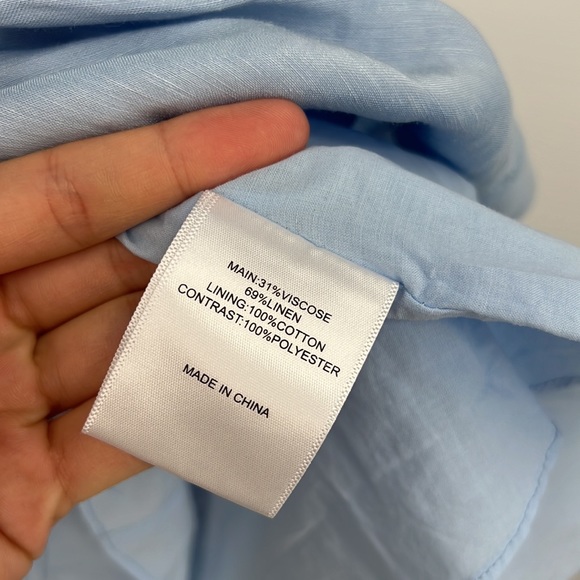 MAIN:31%VISCOSE
69%LINEN
LINING:100%COTTON
CONTRAST:100%POLYESTER
MADE IN CHINA